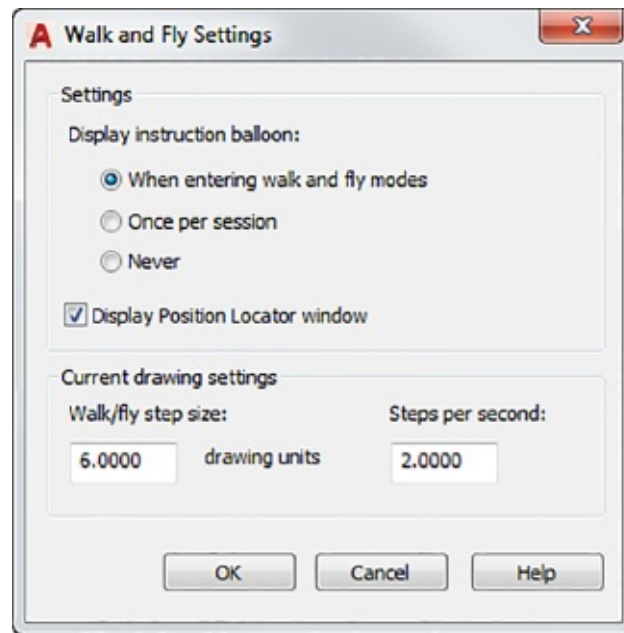 Walk and Fly Settings
Settings
Display instruction balloon:
When entering walk and fly modes
Once per session
Never
Display Position Locator window
Current drawing settings
Walk/fly step size: Steps per second:
6.0000 drawing units 2.0000
OK Cancel Help